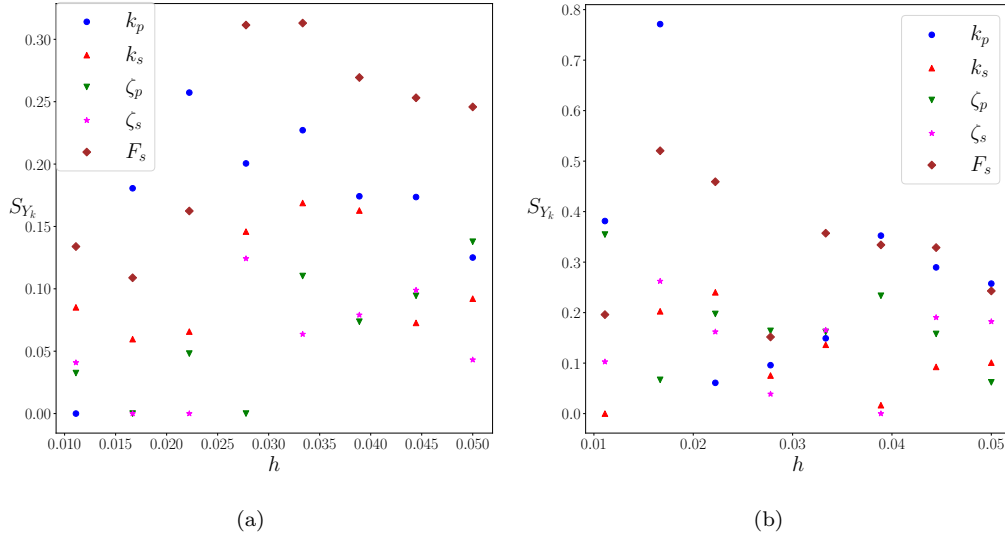 0.30
0.25
0.20
0.15
0.10
0.05
0.00
S_{Y_k}
k_p
k_s
ζ_p
ζ_s
F_s
0.010 0.015 0.020 0.025 0.030 0.035 0.040 0.045 0.050
h
(a)
0.8
0.7
0.6
0.5
0.4
0.3
0.2
0.1
0.0
S_{Y_k}
k_p
k_s
ζ_p
ζ_s
F_s
0.01 0.02 0.03 0.04 0.05
h
(b)